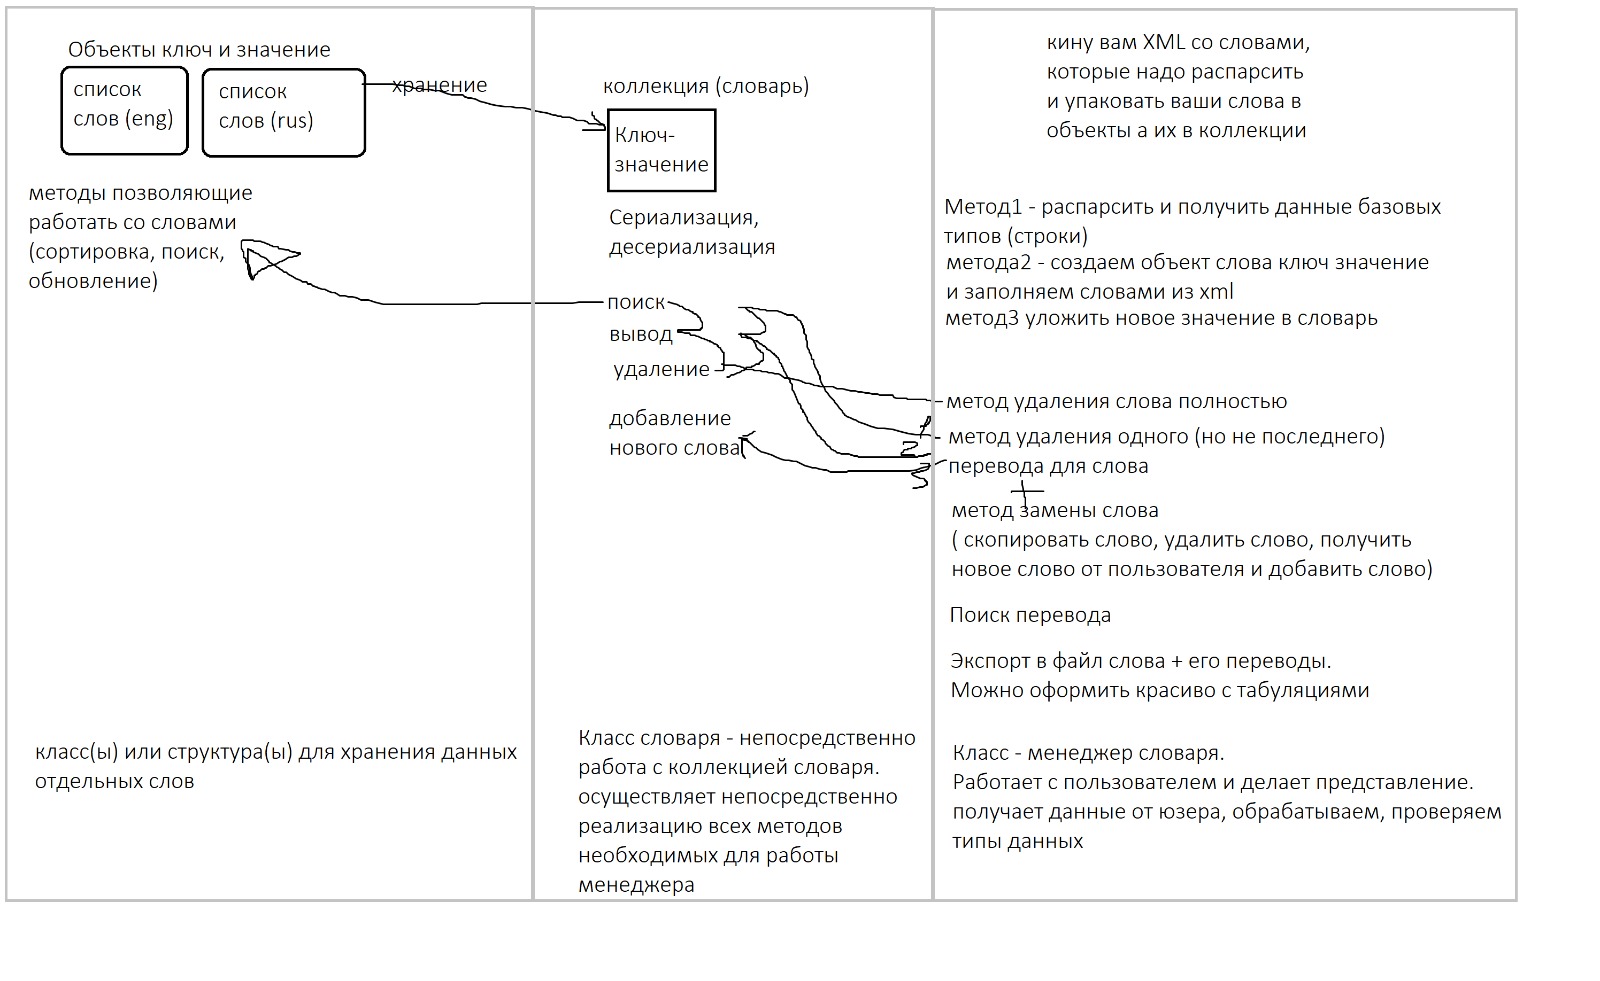 Объекты ключ и значение
список
слов (eng)
список
слов (rus)
хранение
методы позволяющие
работать со словами
(сортировка, поиск,
обновление)
класс(ы) или структура(ы) для хранения данных
отдельных слов
коллекция (словарь)
Ключ-
значение
Сериализация,
десериализация
поиск
вывод
удаление
добавление
нового слова
Класс словаря - непосредственно
работа с коллекцией словаря.
осуществляет непосредственно
реализацию всех методов
необходимых для работы
менеджера
кину вам XML со словами,
которые надо распарсить
и упаковать ваши слова в
объекты а их в коллекции
Метод1 - распарсить и получить данные базовых
типов (строки)
метода2 - создаем объект слова ключ значение
и заполняем словами из xml
метод3 уложить новое значение в словарь
метод удаления слова полностью
1
метод удаления одного (но не последнего)
2
перевода для слова
3
+
метод замены слова
( скопировать слово, удалить слово, получить
новое слово от пользователя и добавить слово)
Поиск перевода
Экспорт в файл слова + его переводы.
Можно оформить красиво с табуляциями
Класс - менеджер словаря.
Работает с пользователем и делает представление.
получает данные от юзера, обрабатываем, проверяем
типы данных